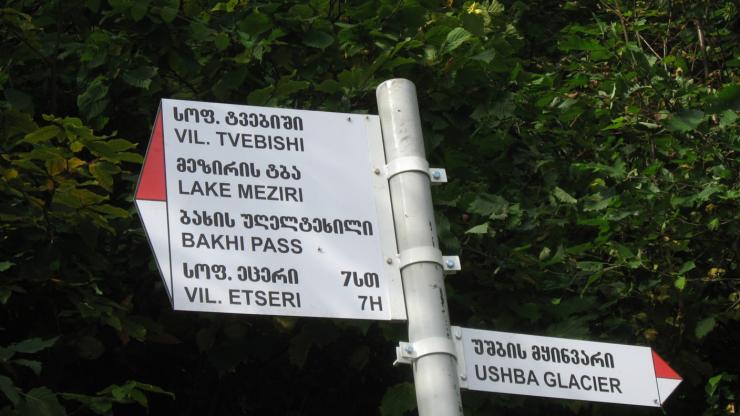 სოფ. ტვებიში
VIL. TVEBISHI
მეზირის ტბა
LAKE MEZIRI
ბახის უღელტეხილი
BAKHI PASS
სოფ. ეცერი 7სთ
VIL. ETSERI 7H
უშბის მყინვარი
USHBA GLACIER